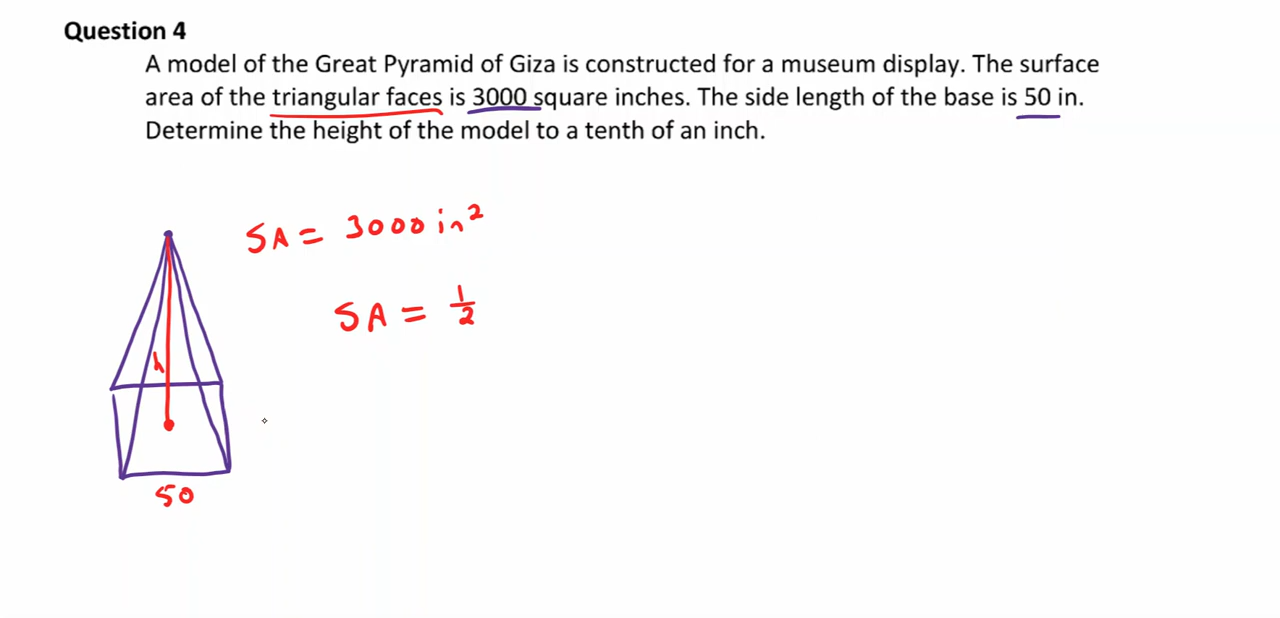 Question 4
A model of the Great Pyramid of Giza is constructed for a museum display. The surface
area of the triangular faces is 3000 square inches. The side length of the base is 50 in.
Determine the height of the model to a tenth of an inch.
SA = 3000 in²
SA = 1/2
h
50